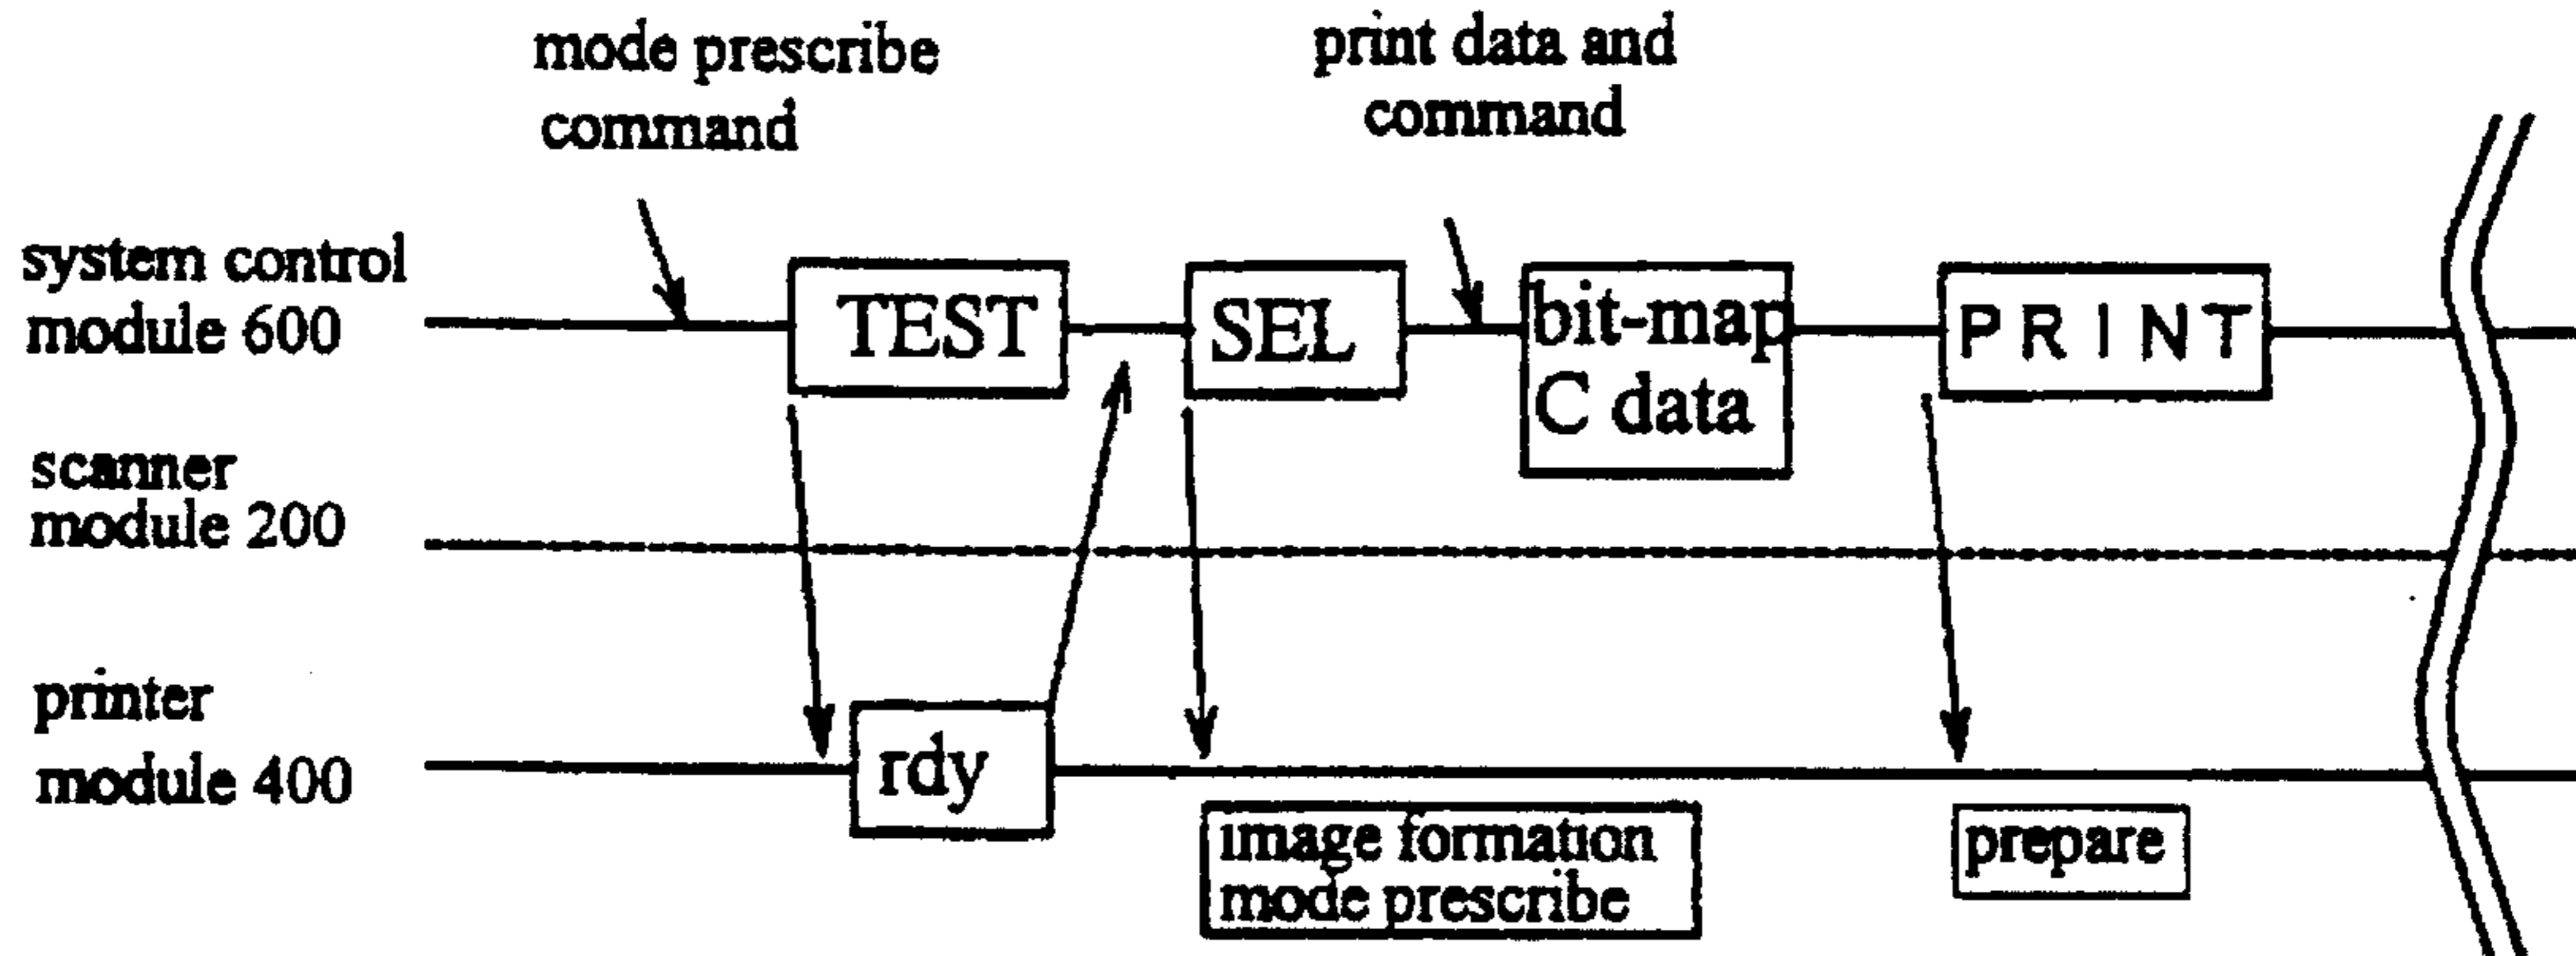 mode prescribe
command
print data and
command
system control
module 600
TEST
SEL
bit-map
C data
PRINT
scanner
module 200
printer
module 400
rdy
image formation
mode prescribe
prepare